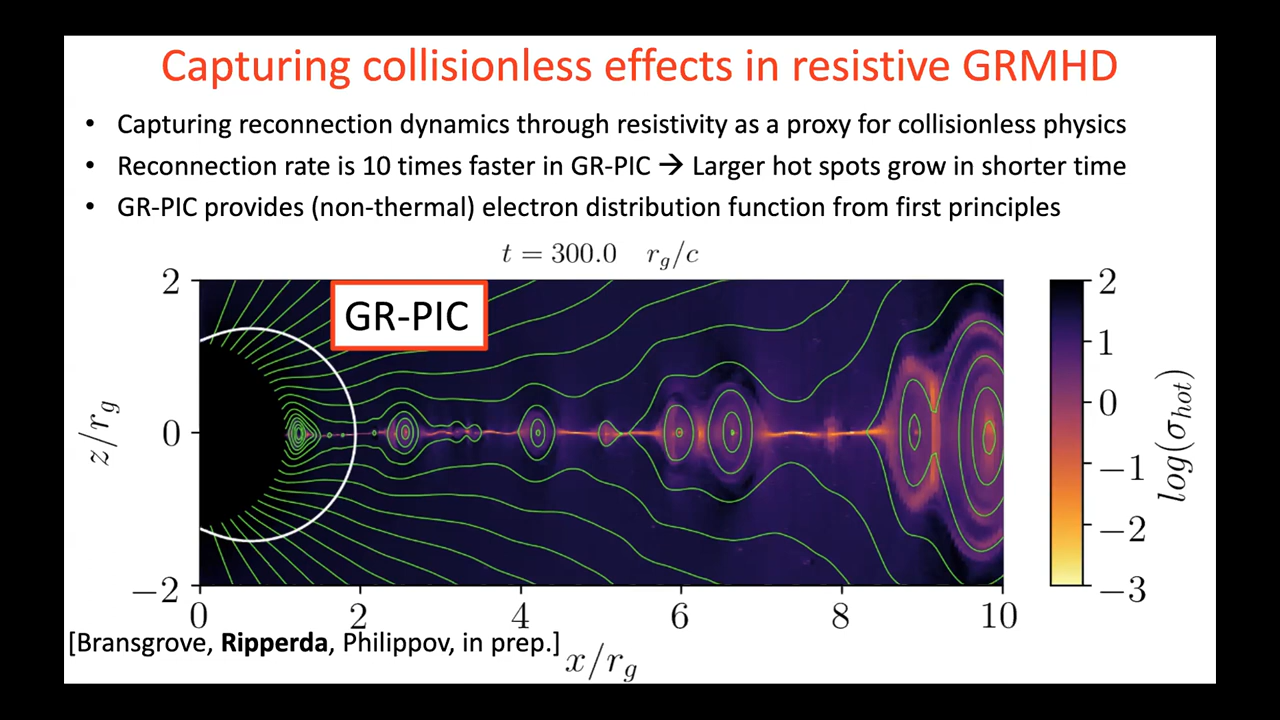 Capturing collisionless effects in resistive GRMHD
• Capturing reconnection dynamics through resistivity as a proxy for collisionless physics
• Reconnection rate is 10 times faster in GR-PIC → Larger hot spots grow in shorter time
• GR-PIC provides (non-thermal) electron distribution function from first principles
t = 300.0 r_g/c
GR-PIC
2
0
−2
z/r_g
0 2 4 6 8 10
x/r_g
2
1
0
−1
−2
−3
log(σ_hot)
[Bransgrove, Ripperda, Philippov, in prep.]